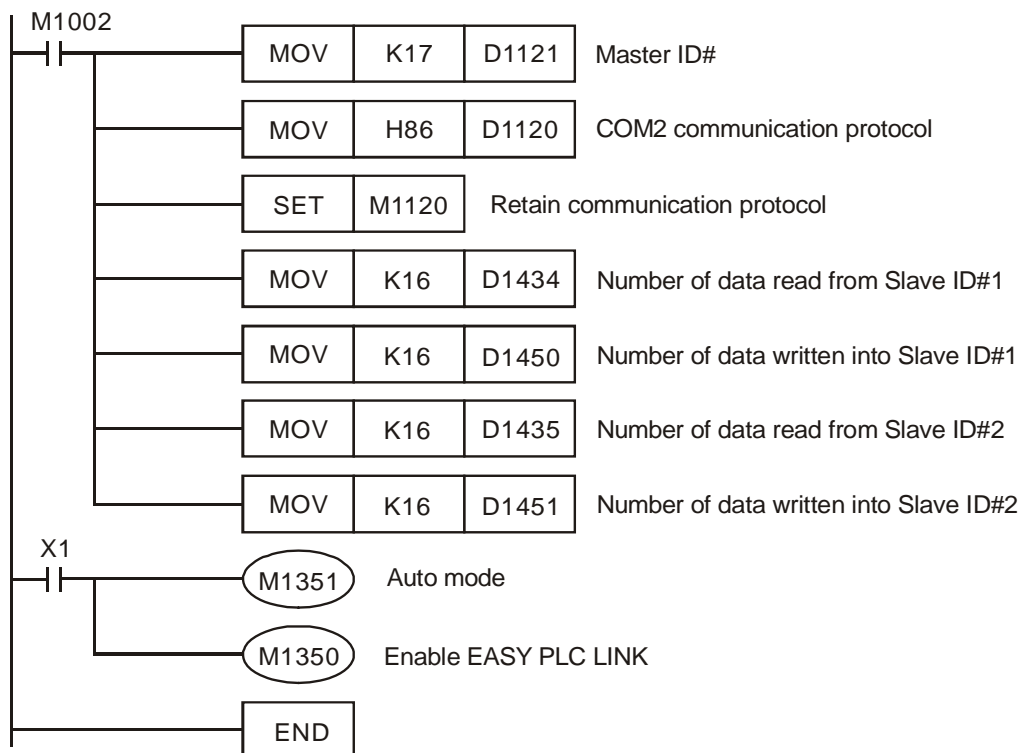 M1002
MOV K17 D1121 Master ID#
MOV H86 D1120 COM2 communication protocol
SET M1120 Retain communication protocol
MOV K16 D1434 Number of data read from Slave ID#1
MOV K16 D1450 Number of data written into Slave ID#1
MOV K16 D1435 Number of data read from Slave ID#2
MOV K16 D1451 Number of data written into Slave ID#2
X1
M1351 Auto mode
M1350 Enable EASY PLC LINK
END